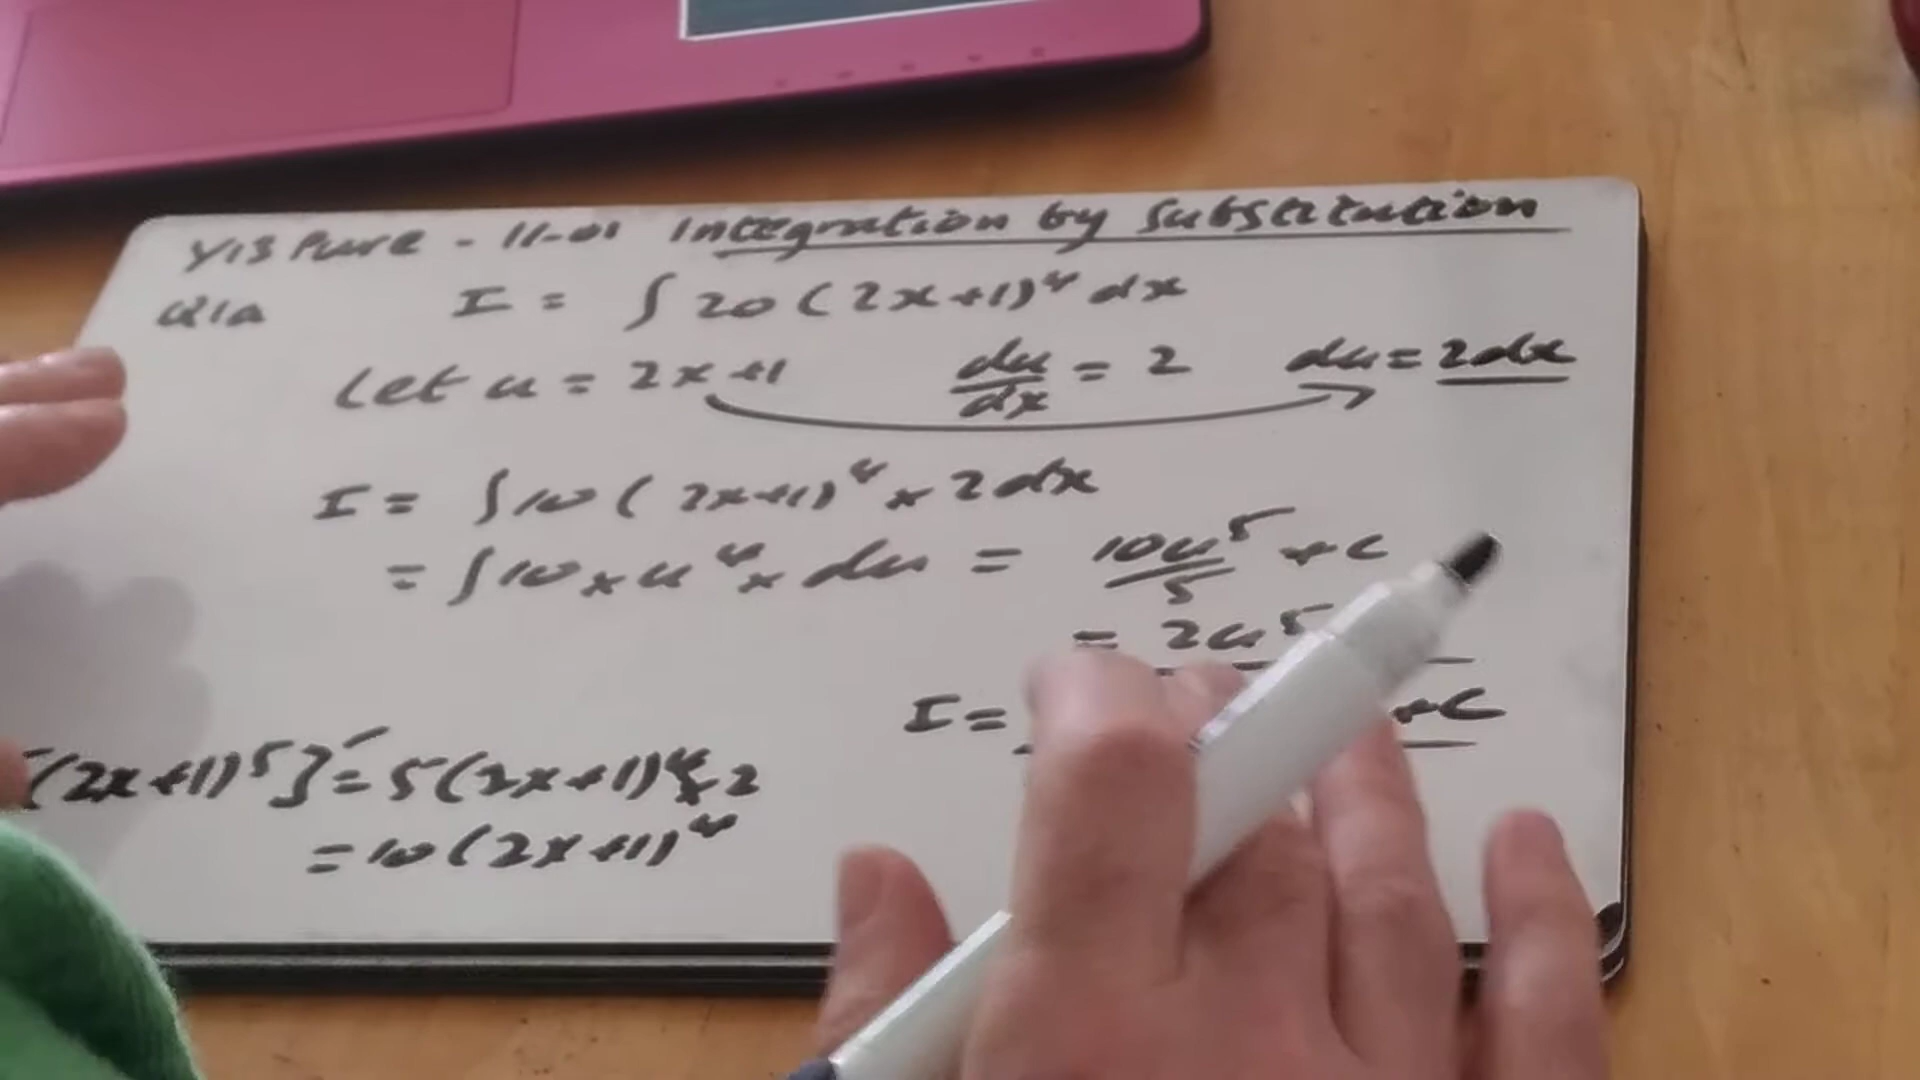 Y13 Pure - 11-01 Integration by Substitution
Q1a I = ∫ 20 (2x+1)⁴ dx
Let u = 2x+1 du/dx = 2 du = 2dx
I = ∫ 10 (2x+1)⁴ × 2dx
= ∫ 10 × u⁴ × du = 10u⁵/5 + c
= 2u⁵
I = +c
(2x+1)⁵]' = 5(2x+1)⁴ × 2
= 10(2x+1)⁴